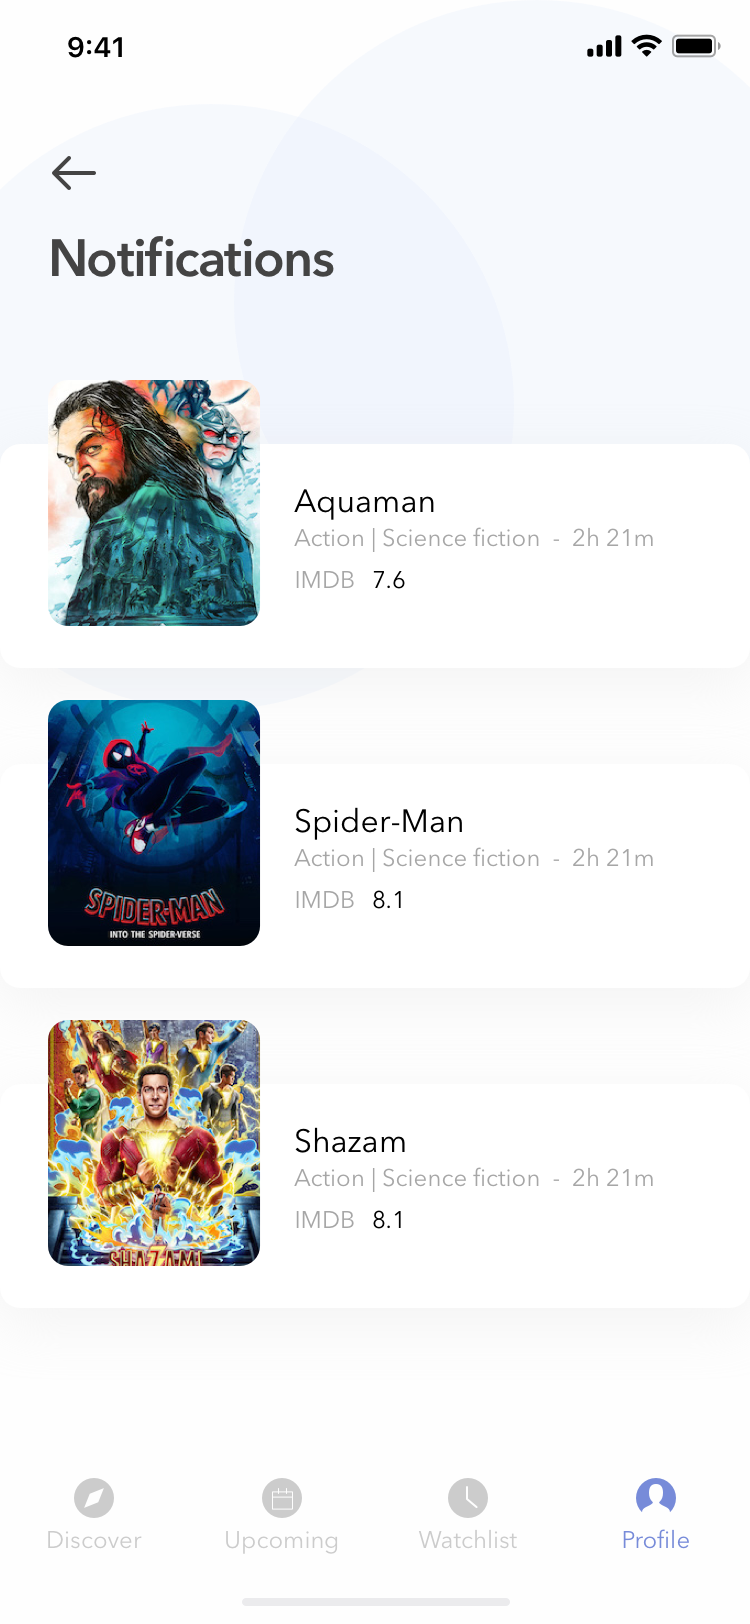 9:41
Notifications
Aquaman
Action | Science fiction - 2h 21m
IMDB 7.6
SPIDER-MAN
INTO THE SPIDER-VERSE
Spider-Man
Action | Science fiction - 2h 21m
IMDB 8.1
SHAZAM!
Shazam
Action | Science fiction - 2h 21m
IMDB 8.1
Discover
Upcoming
Watchlist
Profile